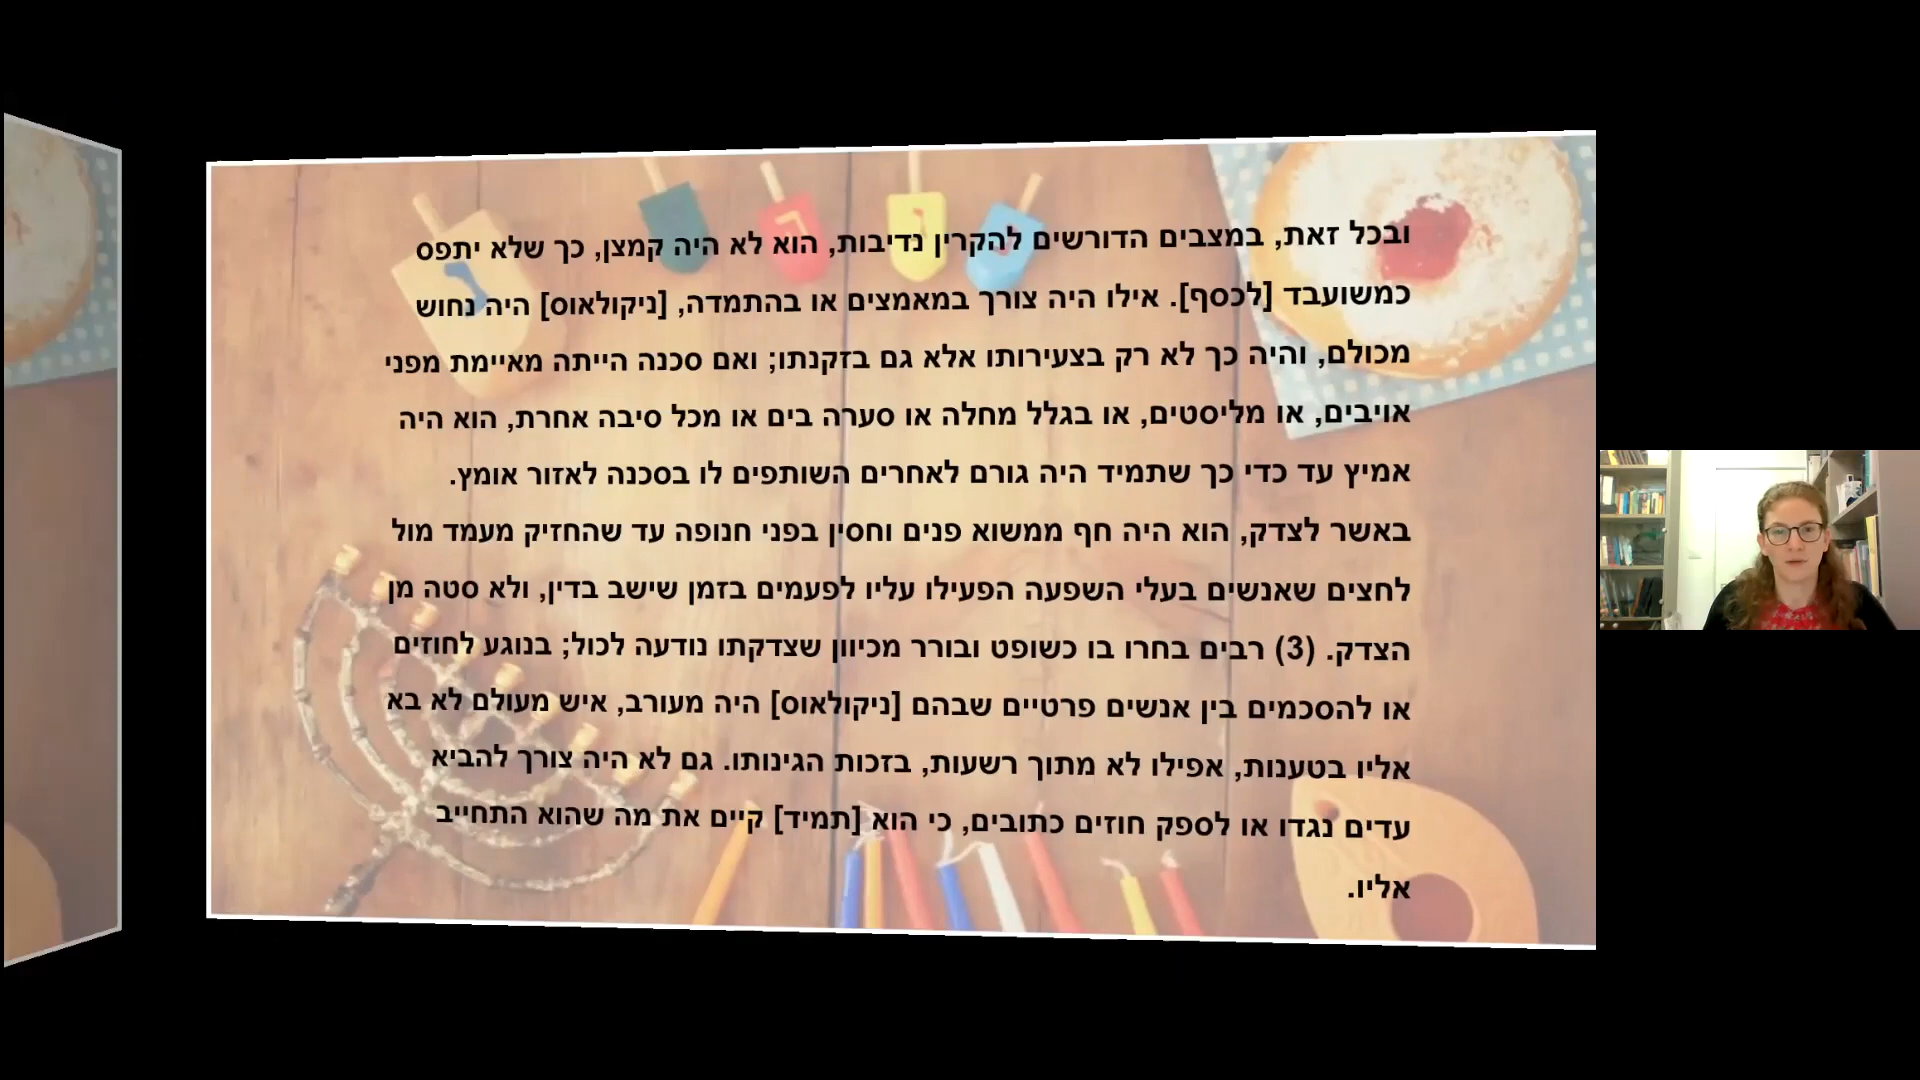 ובכל זאת, במצבים הדורשים להקרין נדיבות, הוא לא היה קמצן, כך שלא יתפס
כמשועבד [לכסף]. אילו היה צורך במאמצים או בהתמדה, [ניקולאוס] היה נחוש
מכולם, והיה כך לא רק בצעירותו אלא גם בזקנתו; ואם סכנה הייתה מאיימת מפני
אויבים, או מליסטים, או בגלל מחלה או סערה בים או מכל סיבה אחרת, הוא היה
אמיץ עד כדי כך שתמיד היה גורם לאחרים השותפים לו בסכנה לאזור אומץ.
באשר לצדק, הוא היה חף ממשוא פנים וחסין בפני חנופה עד שהחזיק מעמד מול
לחצים שאנשים בעלי השפעה הפעילו עליו לפעמים בזמן שישב בדין, ולא סטה מן
הצדק. (3) רבים בחרו בו כשופט ובורר מכיוון שצדקתו נודעה לכול; בנוגע לחוזים
או להסכמים בין אנשים פרטיים שבהם [ניקולאוס] היה מעורב, איש מעולם לא בא
אליו בטענות, אפילו לא מתוך רשעות, בזכות הגינותו. גם לא היה צורך להביא
עדים נגדו או לספק חוזים כתובים, כי הוא [תמיד] קיים את מה שהוא התחייב
אליו.